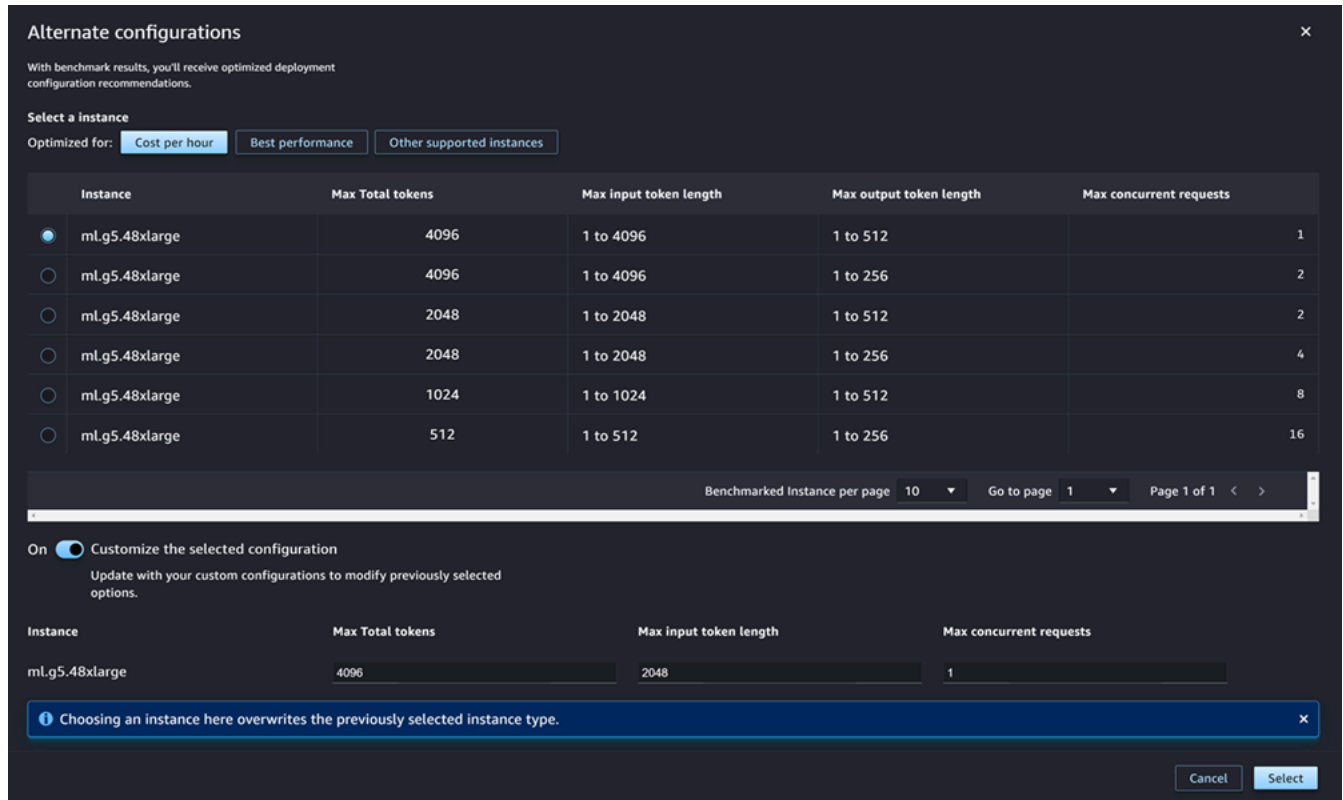 Alternate configurations
With benchmark results, you'll receive optimized deployment
configuration recommendations.
Select a instance
Optimized for: Cost per hour Best performance Other supported instances
Instance Max Total tokens Max input token length Max output token length Max concurrent requests
ml.g5.48xlarge 4096 1 to 4096 1 to 512 1
ml.g5.48xlarge 4096 1 to 4096 1 to 256 2
ml.g5.48xlarge 2048 1 to 2048 1 to 512 2
ml.g5.48xlarge 2048 1 to 2048 1 to 256 4
ml.g5.48xlarge 1024 1 to 1024 1 to 512 8
ml.g5.48xlarge 512 1 to 512 1 to 256 16
Benchmarked Instance per page 10 Go to page 1 Page 1 of 1
On Customize the selected configuration
Update with your custom configurations to modify previously selected
options.
Instance Max Total tokens Max input token length Max concurrent requests
ml.g5.48xlarge 4096 2048 1
Choosing an instance here overwrites the previously selected instance type.
Cancel Select